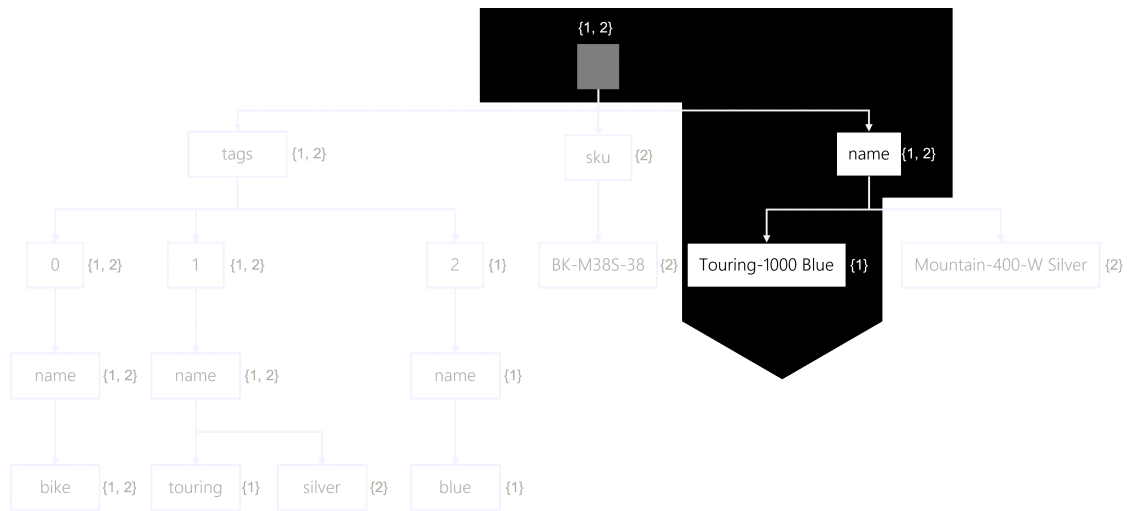 {1, 2}
tags {1, 2} sku {2} name {1, 2}
0 {1, 2} 1 {1, 2} 2 {1} BK-M38S-38 {2} Touring-1000 Blue {1} Mountain-400-W Silver {2}
name {1, 2} name {1, 2} name {1}
bike {1, 2} touring {1} silver {2} blue {1}